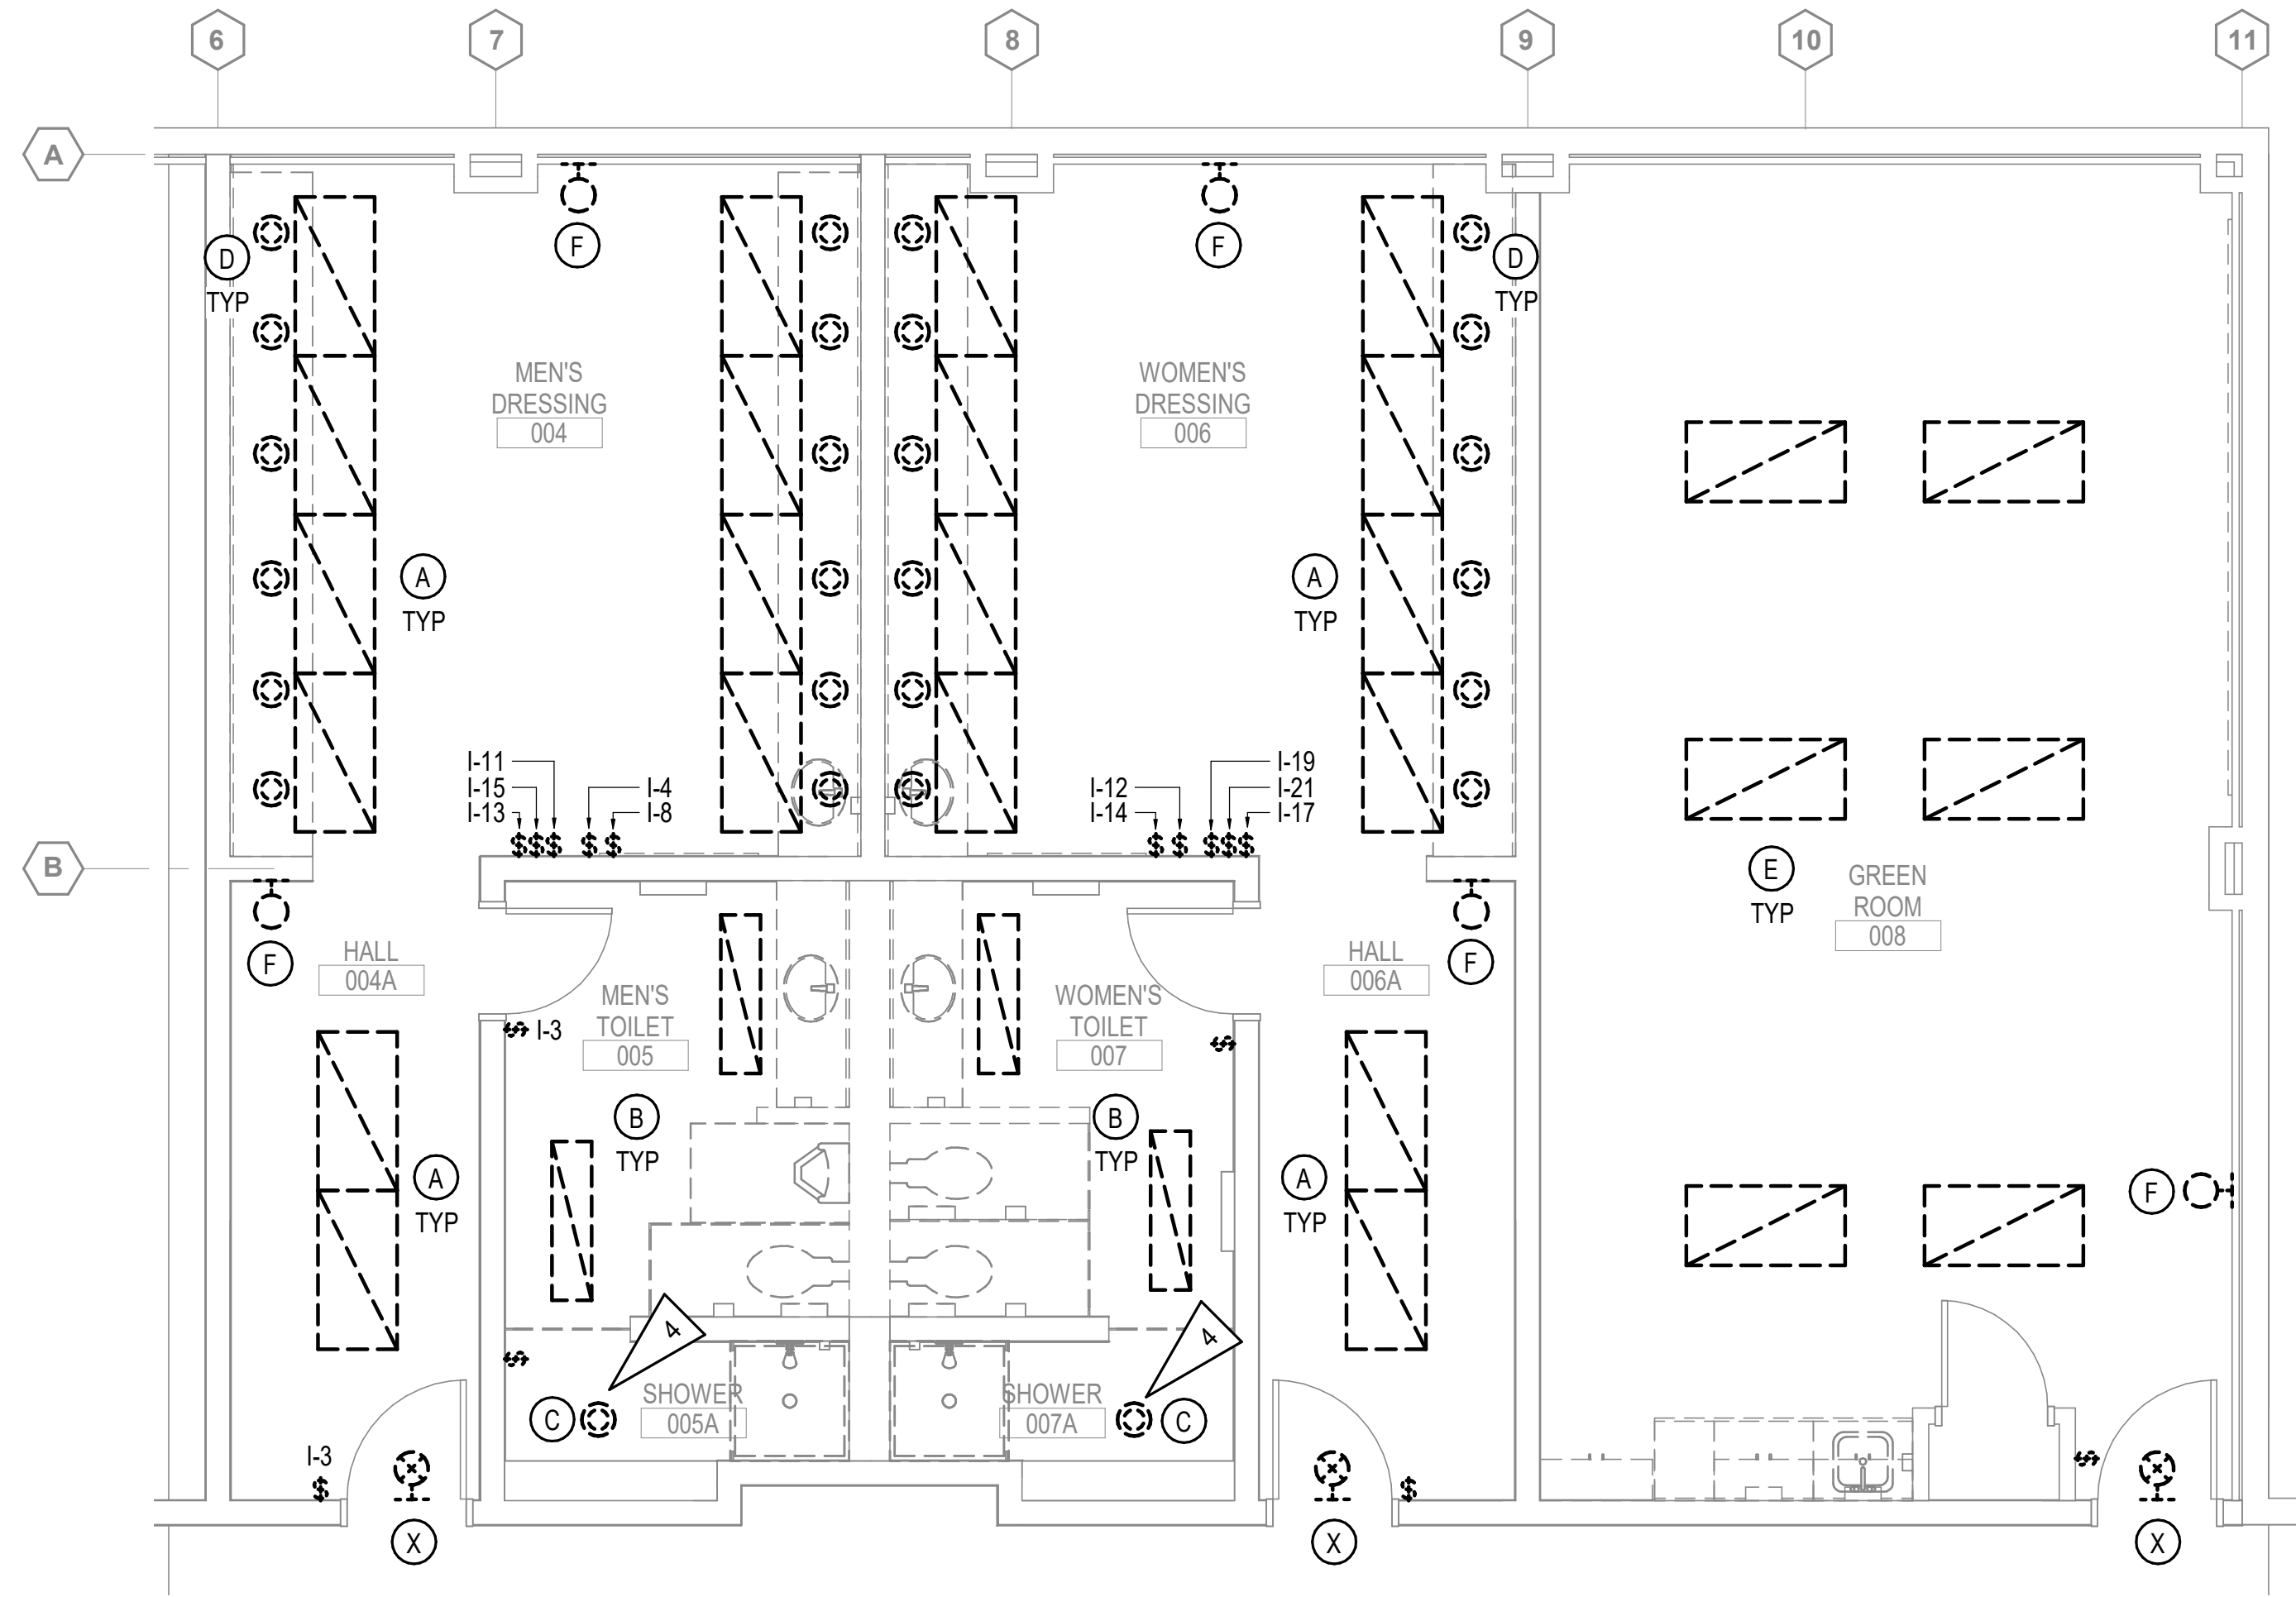 6
7
8
9
10
11
A
F
F
D
TYP
D
TYP
MEN'S
DRESSING
004
WOMEN'S
DRESSING
006
A
TYP
A
TYP
I-11
I-15
I-13
I-4
I-8
I-12
I-14
I-19
I-21
I-17
$ $ $ $ $
$ $ $ $ $
B
E
TYP
GREEN
ROOM
008
F
HALL
004A
HALL
006A
F
MEN'S
TOILET
005
WOMEN'S
TOILET
007
$ I-3
$
B
TYP
B
TYP
A
TYP
A
TYP
F
4
4
$
SHOWER
005A
SHOWER
007A
C
C
I-3
$
$
$
X
X
X